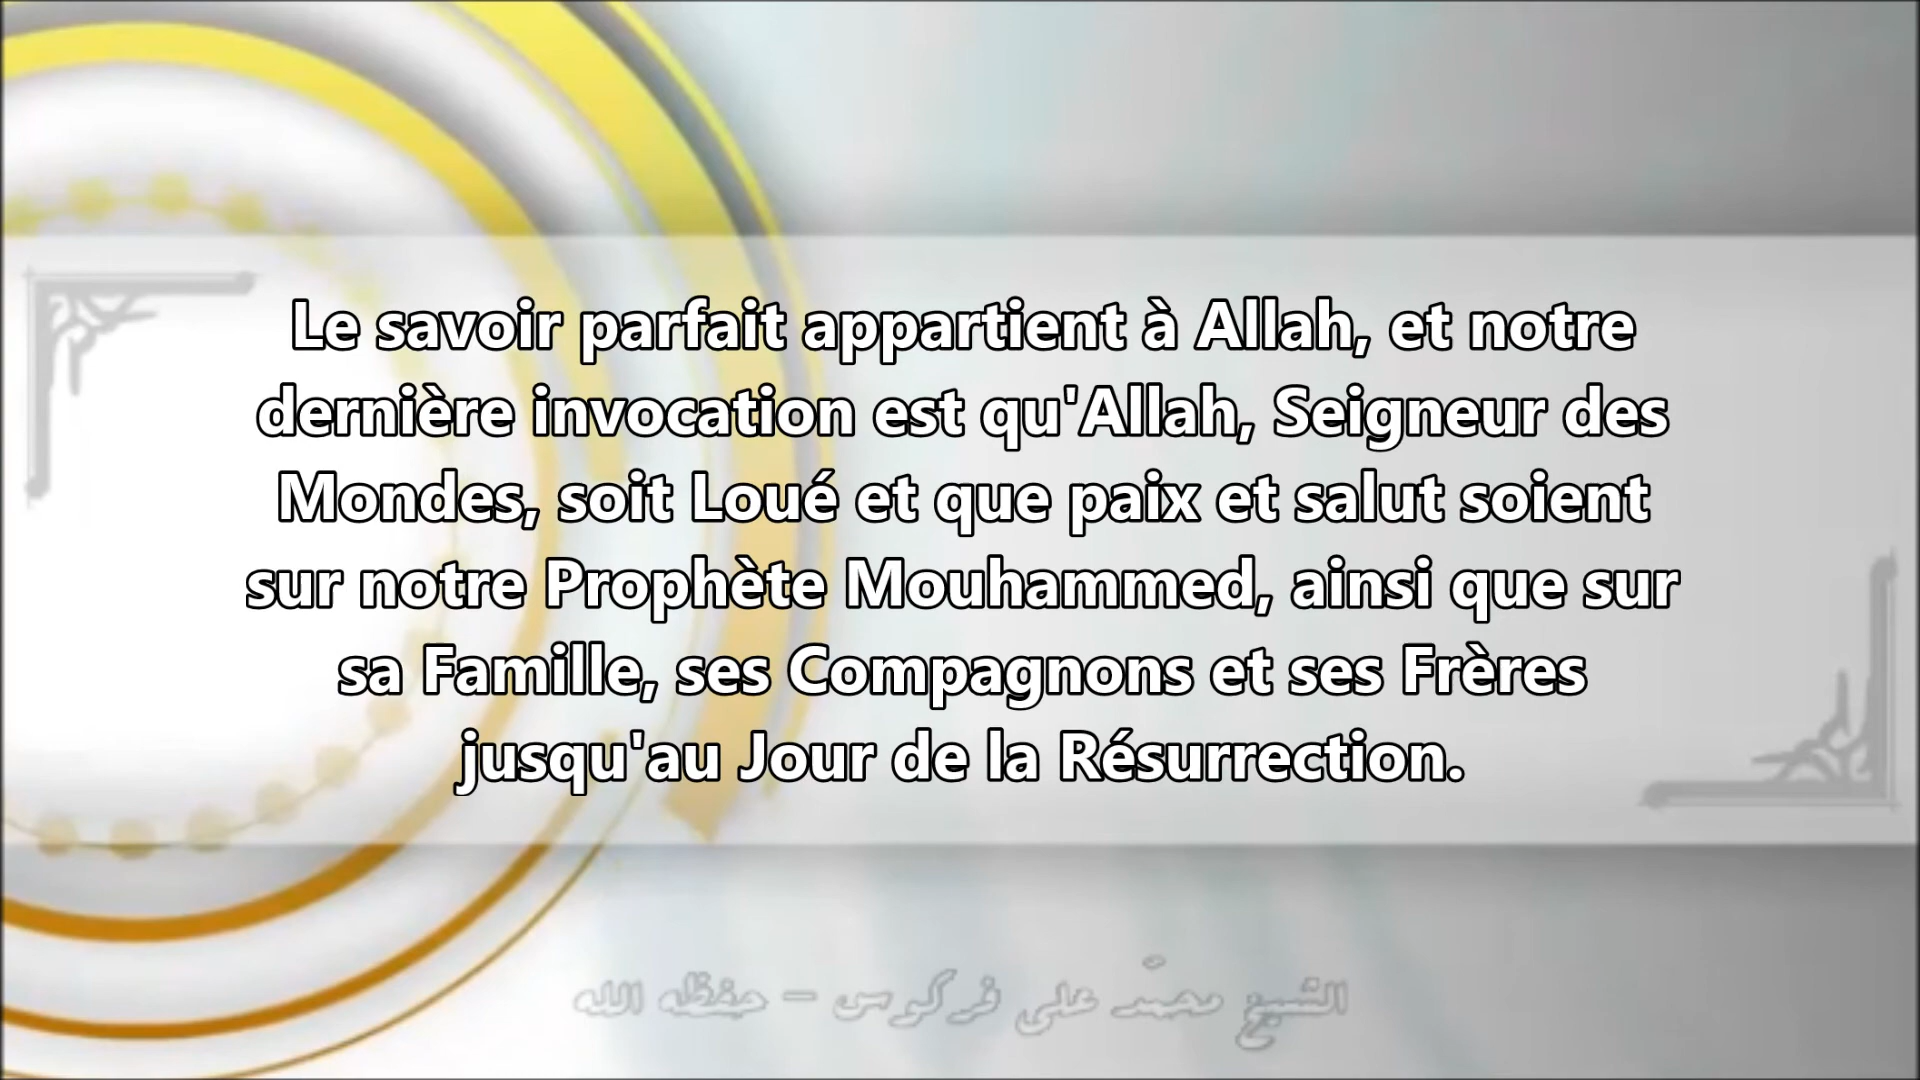 Le savoir parfait appartient à Allah, et notre
dernière invocation est qu'Allah, Seigneur des
Mondes, soit Loué et que paix et salut soient
sur notre Prophète Mouhammed, ainsi que sur
sa Famille, ses Compagnons et ses Frères
jusqu'au Jour de la Résurrection.
الشيخ محمّد علي فركوس – حفظه الله